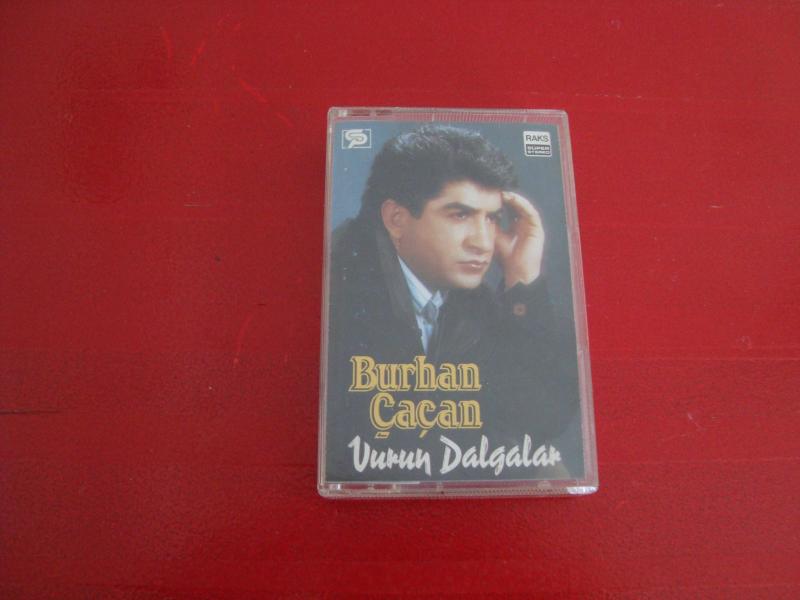 RAKS
SUPER
STEREO
Burhan
Çaçan
Vurun Dalgalar